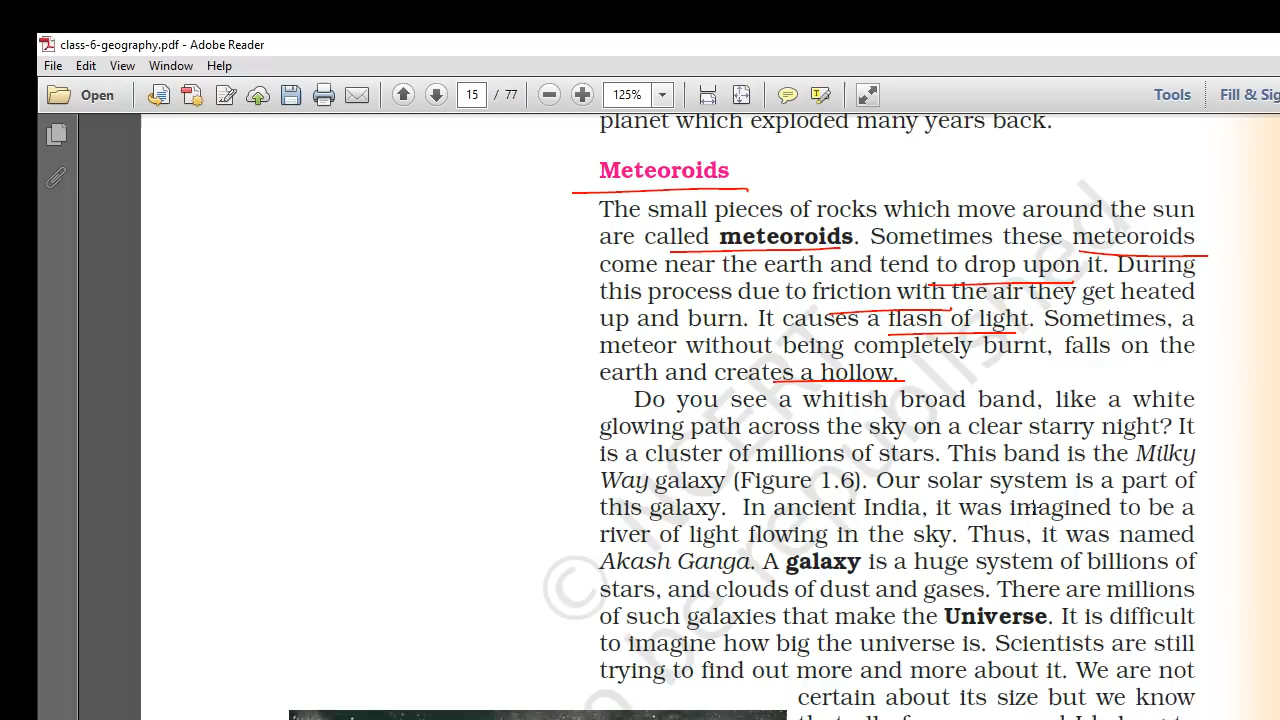 class-6-geography.pdf - Adobe Reader
File Edit View Window Help
Open 15 / 77 125% Tools Fill & Sig
planet which exploded many years back.
Meteoroids
The small pieces of rocks which move around the sun
are called meteoroids. Sometimes these meteoroids
come near the earth and tend to drop upon it. During
this process due to friction with the air they get heated
up and burn. It causes a flash of light. Sometimes, a
meteor without being completely burnt, falls on the
earth and creates a hollow.
Do you see a whitish broad band, like a white
glowing path across the sky on a clear starry night? It
is a cluster of millions of stars. This band is the Milky
Way galaxy (Figure 1.6). Our solar system is a part of
this galaxy. In ancient India, it was imagined to be a
river of light flowing in the sky. Thus, it was named
Akash Ganga. A galaxy is a huge system of billions of
stars, and clouds of dust and gases. There are millions
of such galaxies that make the Universe. It is difficult
to imagine how big the universe is. Scientists are still
trying to find out more and more about it. We are not
certain about its size but we know
© NCERT
be republished